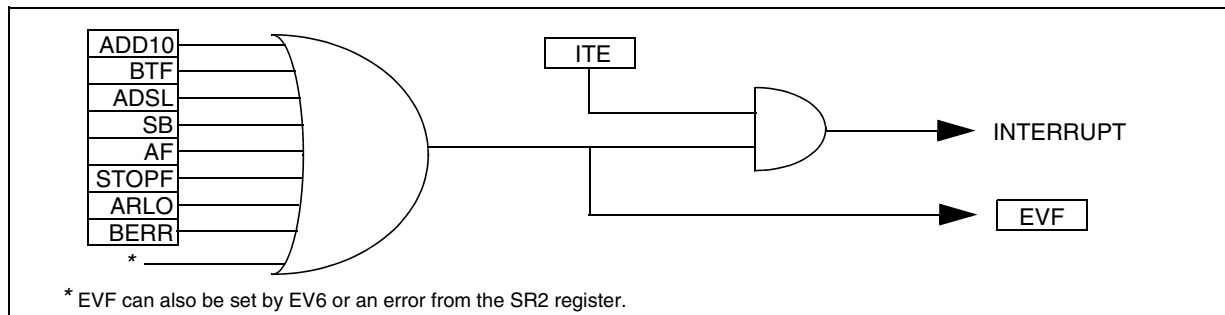 ADD10
BTF
ADSL
SB
AF
STOPF
ARLO
BERR
*
ITE
INTERRUPT
EVF
* EVF can also be set by EV6 or an error from the SR2 register.